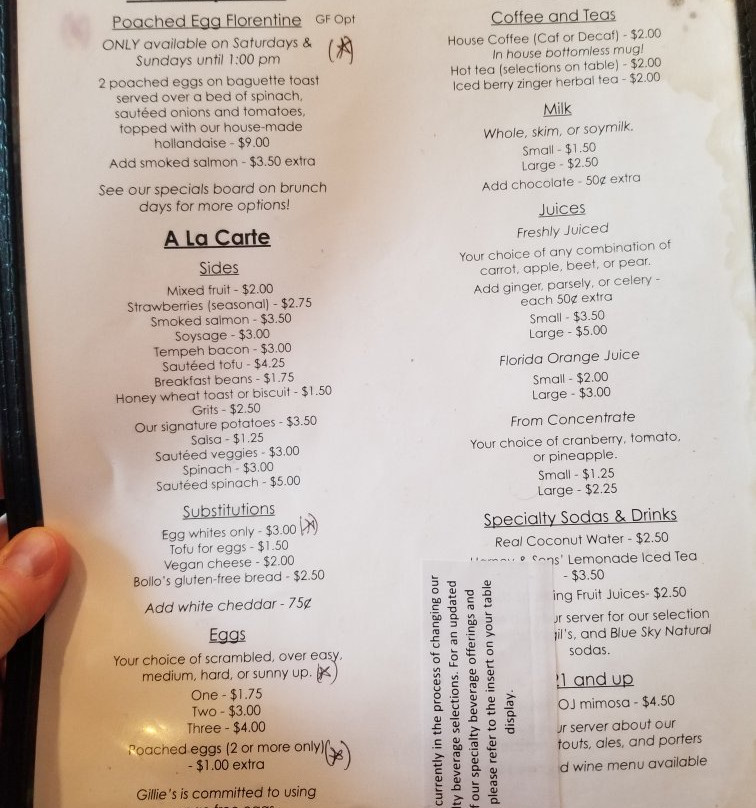 Poached Egg Florentine GF Opt
ONLY available on Saturdays &
Sundays until 1:00 pm
2 poached eggs on baguette toast
served over a bed of spinach,
sautéed onions and tomatoes,
topped with our house-made
hollandaise - $9.00
Add smoked salmon - $3.50 extra
See our specials board on brunch
days for more options!
A La Carte
Sides
Mixed fruit - $2.00
Strawberries (seasonal) - $2.75
Smoked salmon - $3.50
Soysage - $3.00
Tempeh bacon - $3.00
Sautéed tofu - $4.25
Breakfast beans - $1.75
Honey wheat toast or biscuit - $1.50
Grits - $2.50
Our signature potatoes - $3.50
Salsa - $1.25
Sautéed veggies - $3.00
Spinach - $3.00
Sautéed spinach - $5.00
Substitutions
Egg whites only - $3.00
Tofu for eggs - $1.50
Vegan cheese - $2.00
Bollo's gluten-free bread - $2.50
Add white cheddar - 75¢
Eggs
Your choice of scrambled, over easy,
medium, hard, or sunny up.
One - $1.75
Two - $3.00
Three - $4.00
Poached eggs (2 or more only)
- $1.00 extra
Gillie's is committed to using
Coffee and Teas
House Coffee (Caf or Decaf) - $2.00
In house bottomless mug!
Hot tea (selections on table) - $2.00
Iced berry zinger herbal tea - $2.00
Milk
Whole, skim, or soymilk.
Small - $1.50
Large - $2.50
Add chocolate - 50¢ extra
Juices
Freshly Juiced
Your choice of any combination of
carrot, apple, beet, or pear.
Add ginger, parsely, or celery -
each 50¢ extra
Small - $3.50
Large - $5.00
Florida Orange Juice
Small - $2.00
Large - $3.00
From Concentrate
Your choice of cranberry, tomato,
or pineapple.
Small - $1.25
Large - $2.25
Specialty Sodas & Drinks
Real Coconut Water - $2.50
Sons' Lemonade Iced Tea
- $3.50
ing Fruit Juices- $2.50
ur server for our selection
gil's, and Blue Sky Natural
sodas.
21 and up
OJ mimosa - $4.50
ur server about our
touts, ales, and porters
d wine menu available
currently in the process of changing our
lty beverage selections. For an updated
f our specialty beverage offerings and
please refer to the insert on your table
display.